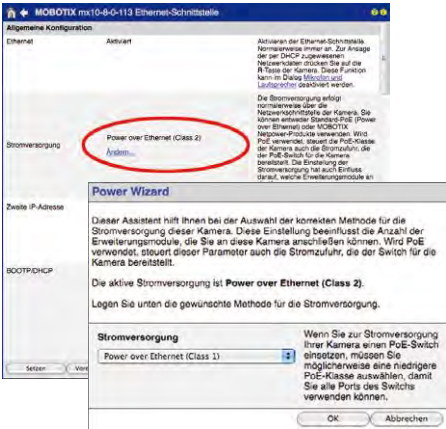 MOBOTIX mx10-8-0-113 Ethernet-Schnittstelle
Allgemeine Konfiguration
Ethernet
Aktiviert
Aktivieren der Ethernet-Schnittstelle.
Normalerweise immer an. Zur Ansage
der per DHCP zugewiesenen
Netzwerkdaten drücken Sie auf die
R-Taste der Kamera. Diese Funktion
kann im Dialog Mikrofon und
Lautsprecher deaktiviert werden.
Stromversorgung
Power over Ethernet (Class 2)
Ändern...
Die Stromversorgung erfolgt
normalerweise über die
Netzwerkschnittstelle der Kamera. Sie
können entweder Standard-PoE (Power
over Ethernet) oder MOBOTIX
Netpower-Produkte verwenden. Wird
PoE verwendet, steuert die PoE-Klasse
der Kamera auch die Stromzufuhr, die
der PoE-Switch für die Kamera
bereitstellt. Die Einstellung der
Stromversorgung hat auch Einfluss
darauf, welche Erweiterungsmodule an
Zweite IP-Adresse
BOOTP/DHCP
Setzen
Power Wizard
Dieser Assistent hilft Ihnen bei der Auswahl der korrekten Methode für die
Stromversorgung dieser Kamera. Diese Einstellung beeinflusst die Anzahl der
Erweiterungsmodule, die Sie an diese Kamera anschließen können. Wird PoE
verwendet, steuert dieser Parameter auch die Stromzufuhr, die der Switch für die
Kamera bereitstellt.
Die aktive Stromversorgung ist Power over Ethernet (Class 2).
Legen Sie unten die gewünschte Methode für die Stromversorgung.
Stromversorgung
Power over Ethernet (Class 1)
Wenn Sie zur Stromversorgung
Ihrer Kamera einen PoE-Switch
einsetzen, müssen Sie
möglicherweise eine niedrigere
PoE-Klasse auswählen, damit
Sie alle Ports des Switchs
verwenden können.
OK
Abbrechen